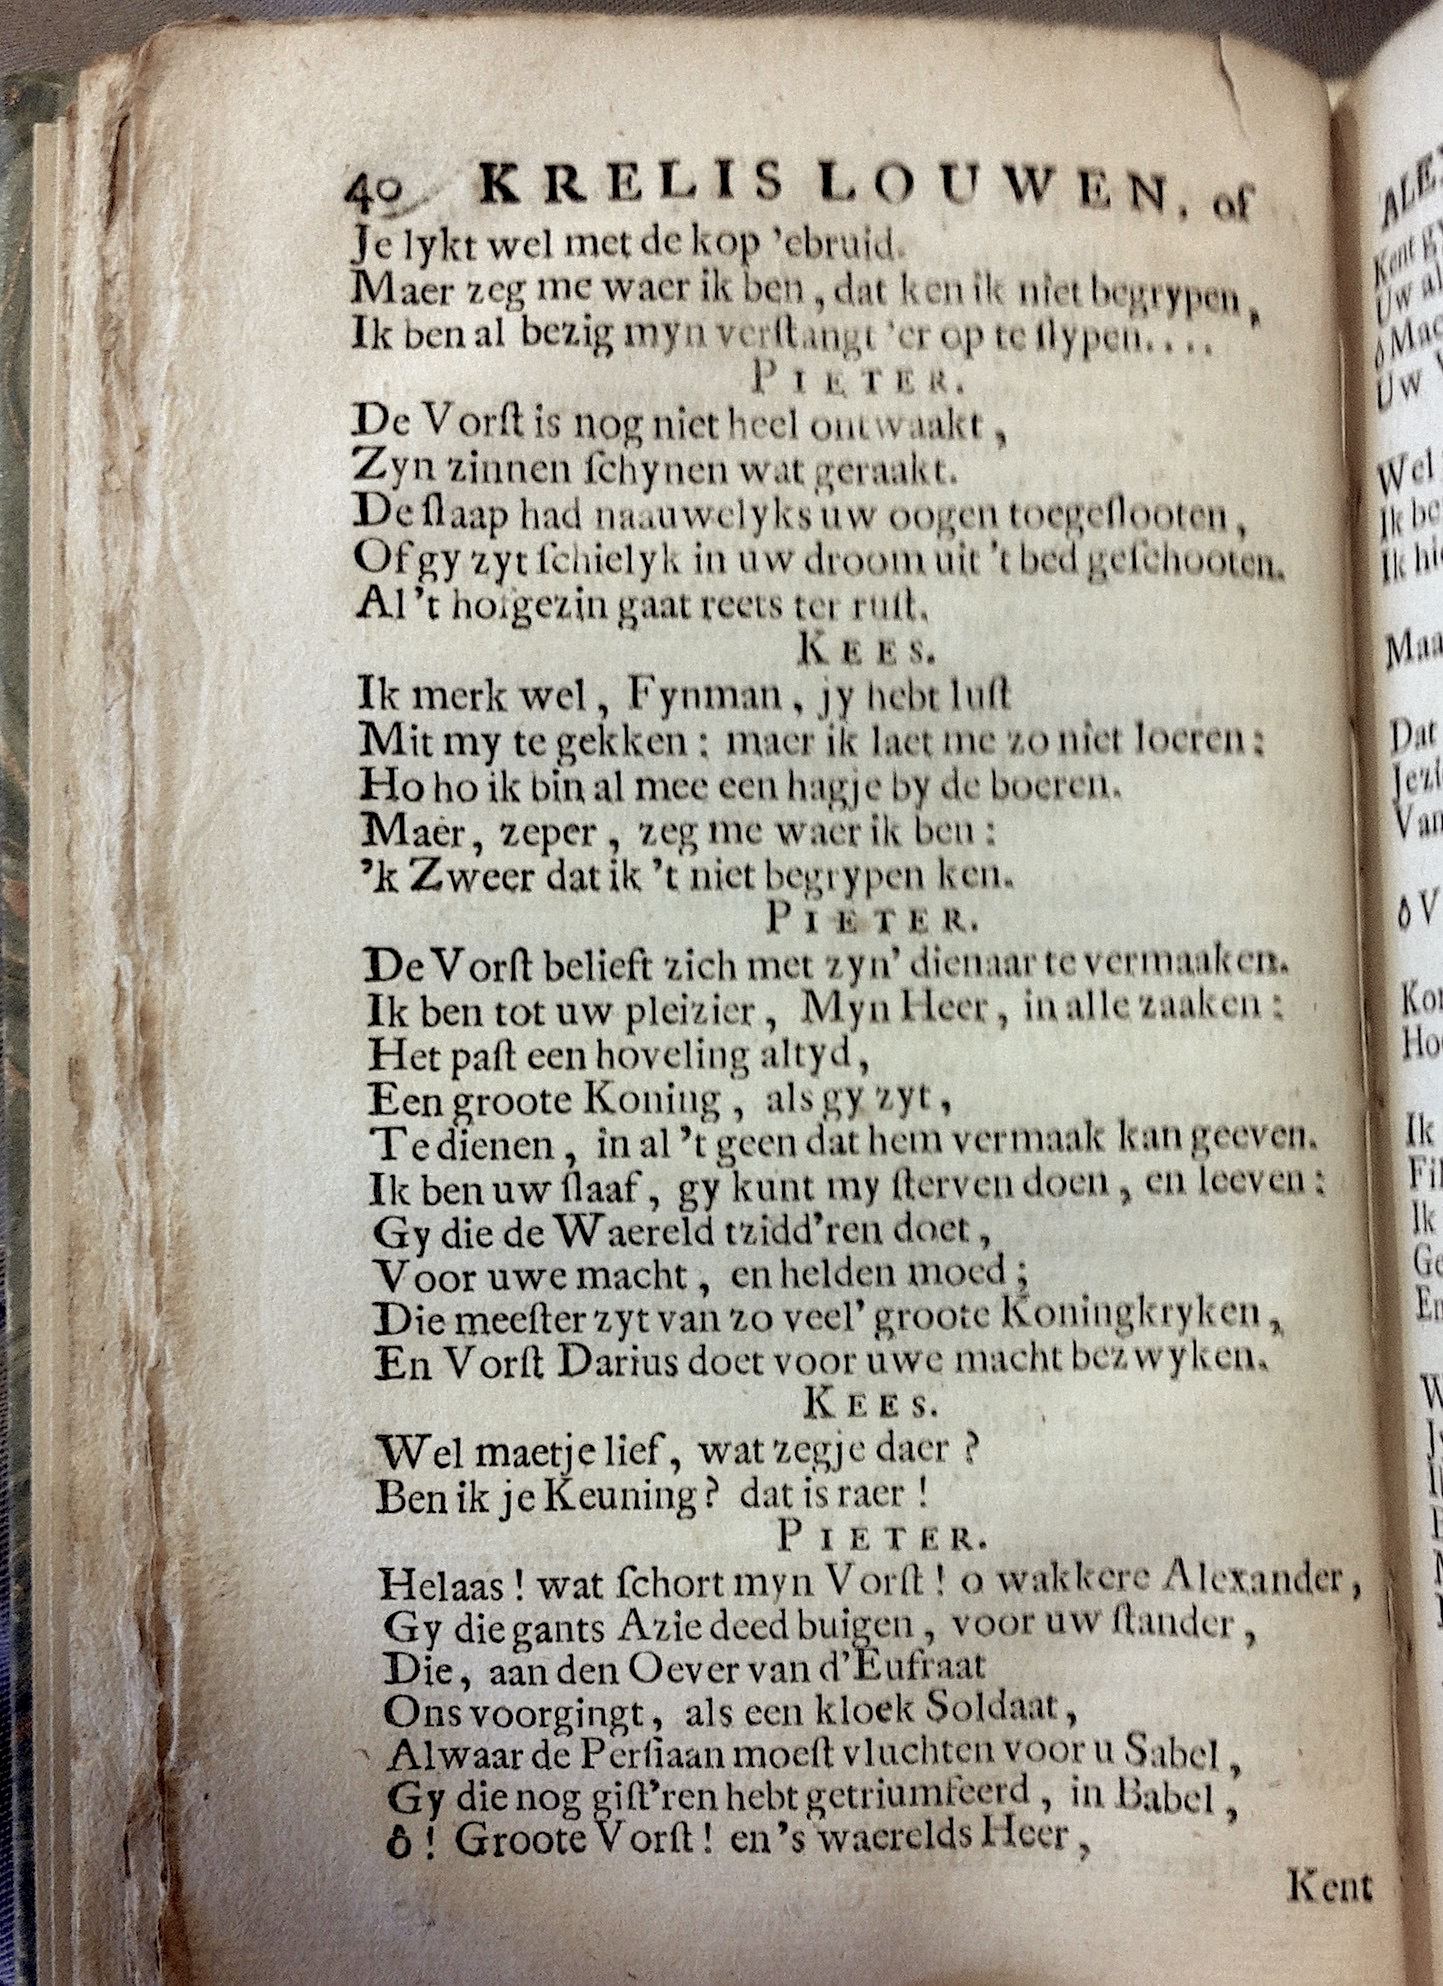 40 KRELIS LOUWEN, of
Je lykt wel met de kop 'ebruid.
Maer zeg me waer ik ben, dat ken ik niet begrypen,
Ik ben al bezig myn verſtangt 'er op te ſlypen....
PIETER.
De Vorſt is nog niet heel ontwaakt,
Zyn zinnen ſchynen wat geraakt.
De ſlaap had naauwelyks uw oogen toegeſlooten,
Of gy zyt ſchielyk in uw droom uit 't bed geſchooten.
Al 't hofgezin gaat reets ter ruſt.
KEES.
Ik merk wel, Fynman, jy hebt luſt
Mit my te gekken: maer ik laet me zo niet loeren:
Ho ho ik bin al mee een hagje by de boeren.
Maer, zeper, zeg me waer ik ben:
'k Zweer dat ik 't niet begrypen ken.
PIETER.
De Vorſt belieft zich met zyn' dienaar te vermaaken.
Ik ben tot uw pleizier, Myn Heer, in alle zaaken:
Het paſt een hoveling altyd,
Een groote Koning, als gy zyt,
Te dienen, in al 't geen dat hem vermaak kan geeven.
Ik ben uw ſlaaf, gy kunt my ſterven doen, en leeven:
Gy die de Waereld tzidd'ren doet,
Voor uwe macht, en helden moed;
Die meeſter zyt van zo veel' groote Koningkryken,
En Vorſt Darius doet voor uwe macht bezwyken.
KEES.
Wel maetje lief, wat zegje daer?
Ben ik je Keuning? dat is raer!
PIETER.
Helaas! wat ſchort myn Vorſt! o wakkere Alexander,
Gy die gants Azie deed buigen, voor uw ſtander,
Die, aan den Oever van d'Eufraat
Ons voorgingt, als een kloek Soldaat,
Alwaar de Perſiaan moeſt vluchten voor u Sabel,
Gy die nog giſt'ren hebt getriumfeerd, in Babel,
ô! Groote Vorſt! en 's waerelds Heer,
Kent